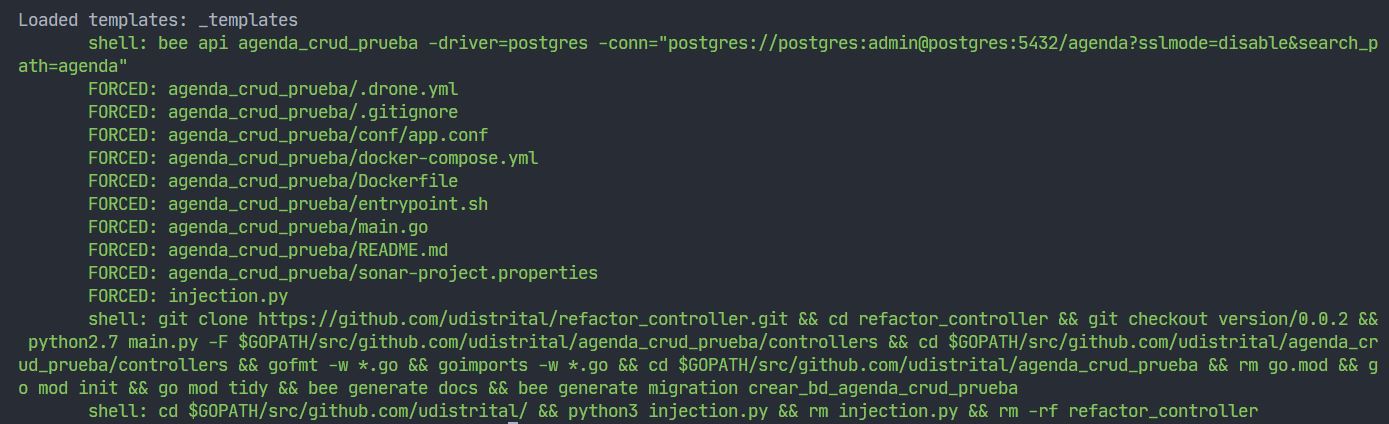 Loaded templates: _templates
shell: bee api agenda_crud_prueba -driver=postgres -conn="postgres://postgres:admin@postgres:5432/agenda?sslmode=disable&search_p
ath=agenda"
FORCED: agenda_crud_prueba/.drone.yml
FORCED: agenda_crud_prueba/.gitignore
FORCED: agenda_crud_prueba/conf/app.conf
FORCED: agenda_crud_prueba/docker-compose.yml
FORCED: agenda_crud_prueba/Dockerfile
FORCED: agenda_crud_prueba/entrypoint.sh
FORCED: agenda_crud_prueba/main.go
FORCED: agenda_crud_prueba/README.md
FORCED: agenda_crud_prueba/sonar-project.properties
FORCED: injection.py
shell: git clone https://github.com/udistrital/refactor_controller.git && cd refactor_controller && git checkout version/0.0.2 &&
python2.7 main.py -F $GOPATH/src/github.com/udistrital/agenda_crud_prueba/controllers && cd $GOPATH/src/github.com/udistrital/agenda_cr
ud_prueba/controllers && gofmt -w *.go && goimports -w *.go && cd $GOPATH/src/github.com/udistrital/agenda_crud_prueba && rm go.mod && g
o mod init && go mod tidy && bee generate docs && bee generate migration crear_bd_agenda_crud_prueba
shell: cd $GOPATH/src/github.com/udistrital/ && python3 injection.py && rm injection.py && rm -rf refactor_controller